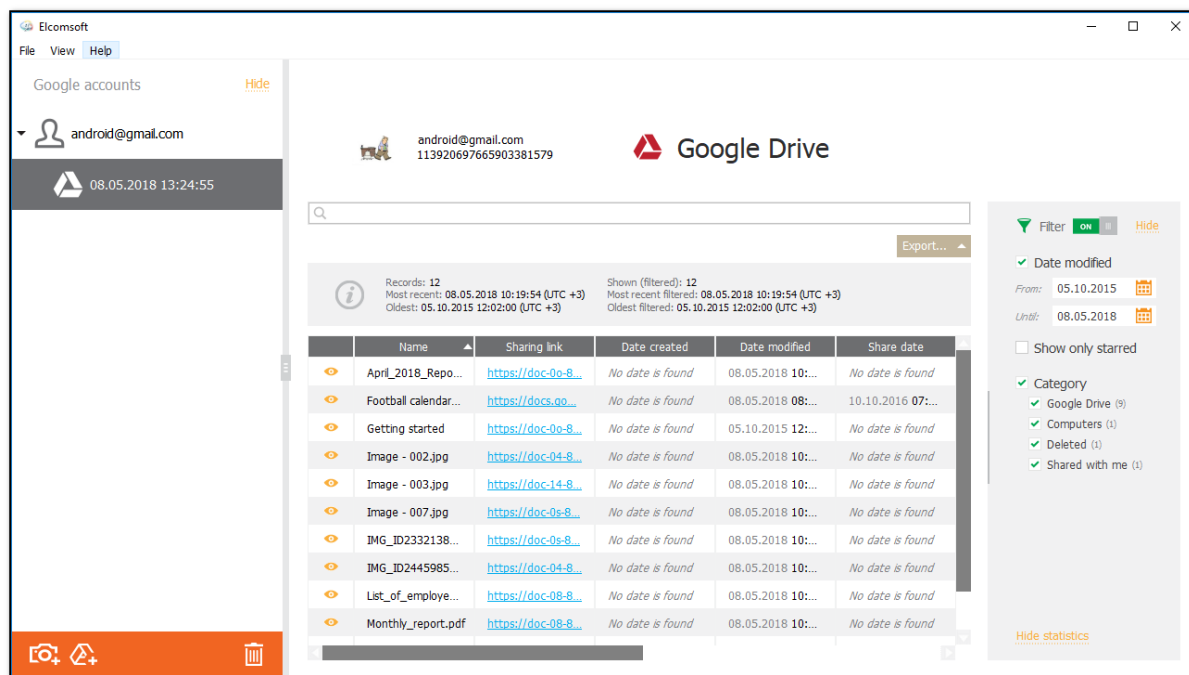 Elcomsoft
File View Help
Google accounts Hide
android@gmail.com
08.05.2018 13:24:55
android@gmail.com
113920697665903381579
Google Drive
Export...
Records: 12
Most recent: 08.05.2018 10:19:54 (UTC +3)
Oldest: 05.10.2015 12:02:00 (UTC +3)
Shown (filtered): 12
Most recent filtered: 08.05.2018 10:19:54 (UTC +3)
Oldest filtered: 05.10.2015 12:02:00 (UTC +3)
Name Sharing link Date created Date modified Share date
April_2018_Repo... https://doc-0o-8... No date is found 08.05.2018 10:... No date is found
Football calendar... https://docs.go... No date is found 08.05.2018 08:... 10.10.2016 07:...
Getting started https://doc-0o-8... No date is found 05.10.2015 12:... No date is found
Image - 002.jpg https://doc-04-8... No date is found 08.05.2018 10:... No date is found
Image - 003.jpg https://doc-14-8... No date is found 08.05.2018 10:... No date is found
Image - 007.jpg https://doc-0s-8... No date is found 08.05.2018 10:... No date is found
IMG_ID2332138... https://doc-0s-8... No date is found 08.05.2018 10:... No date is found
IMG_ID2445985... https://doc-04-8... No date is found 08.05.2018 10:... No date is found
List_of_employe... https://doc-08-8... No date is found 08.05.2018 10:... No date is found
Monthly_report.pdf https://doc-08-8... No date is found 08.05.2018 10:... No date is found
Filter ON Hide
Date modified
From: 05.10.2015
Until: 08.05.2018
Show only starred
Category
Google Drive (9)
Computers (1)
Deleted (1)
Shared with me (1)
Hide statistics